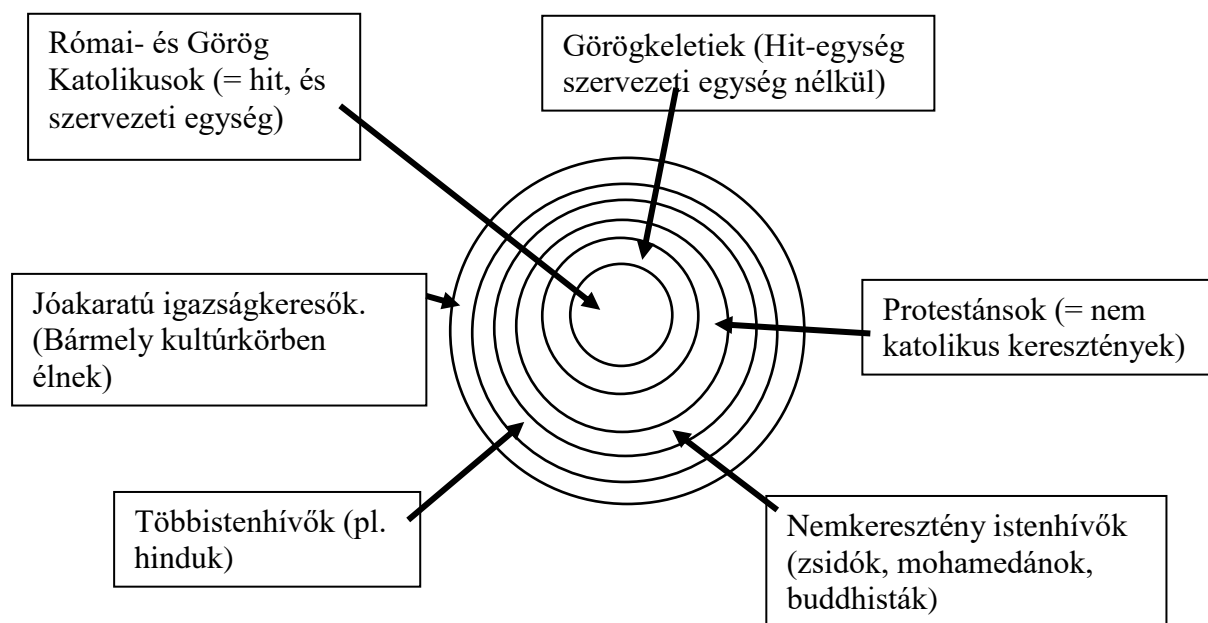 Római- és Görög
Katolikusok (= hit, és
szervezeti egység)
Görögkeletiek (Hit-egység
szervezeti egység nélkül)
Jóakaratú igazságkeresők.
(Bármely kultúrkörben
élnek)
Protestánsok (= nem
katolikus keresztények)
Többistenhívők (pl.
hinduk)
Nemkeresztény istenhívők
(zsidók, mohamedánok,
buddhisták)